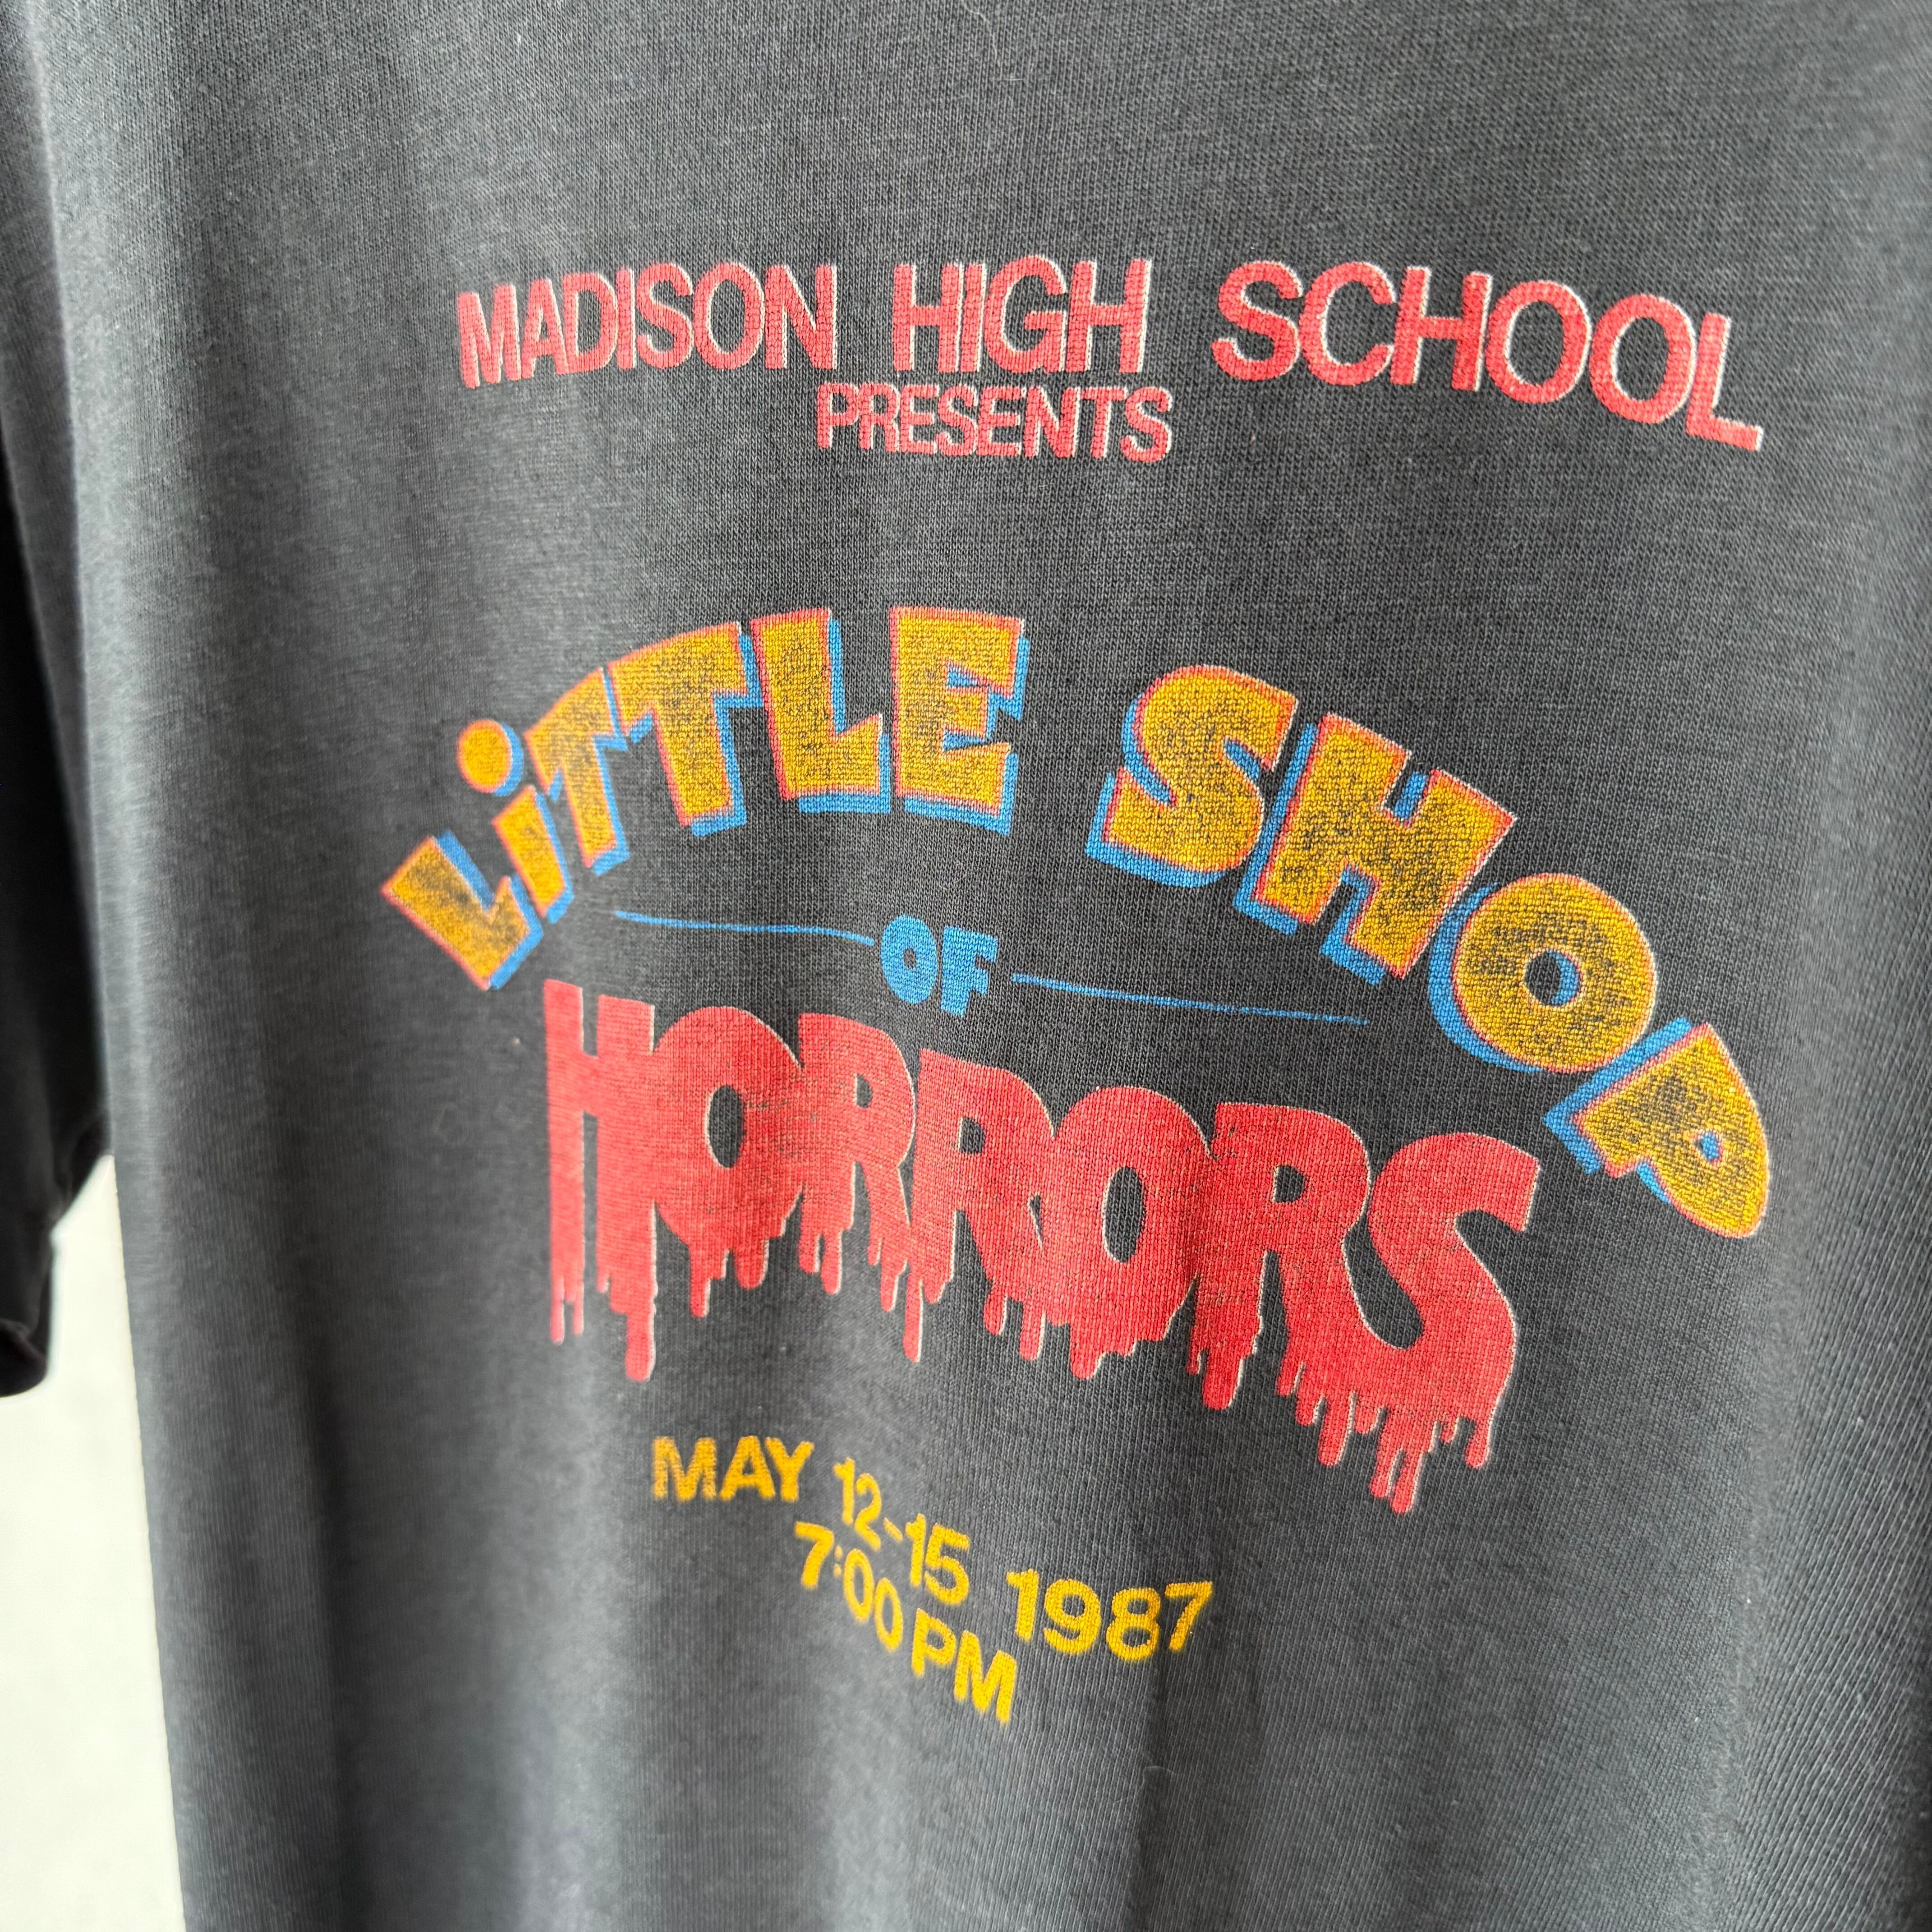 MADISON HIGH SCHOOL
PRESENTS
LiTTLE SHOP
OF
HORRORS
MAY 12-15 1987
7:00 PM